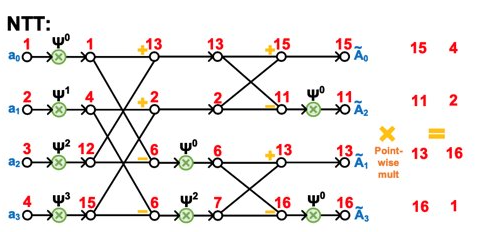 NTT:
1 ψ⁰ 1 13 13 15 15 15 4
a₀ × + + Ã₀
2 ψ¹ 4 2 2 11 ψ⁰ 11 11 2
a₁ × + − × Ã₂
3 ψ² 12 6 ψ⁰ 6 13 13 × = 13 16
a₂ × − × + Ã₁ Point-
wise
mult
4 ψ³ 15 6 ψ² 7 16 ψ⁰ 16 16 1
a₃ × − × − × Ã₃